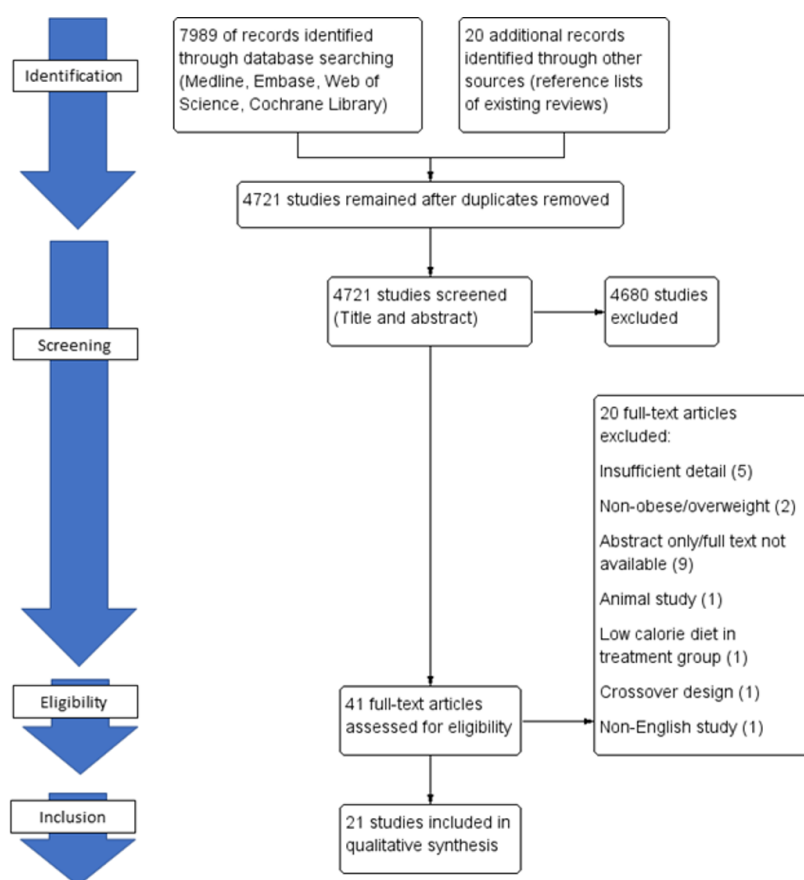 Identification
7989 of records identified
through database searching
(Medline, Embase, Web of
Science, Cochrane Library)
20 additional records
identified through other
sources (reference lists
of existing reviews)
4721 studies remained after duplicates removed
Screening
4721 studies screened
(Title and abstract)
4680 studies
excluded
20 full-text articles
excluded:
Insufficient detail (5)
Non-obese/overweight (2)
Abstract only/full text not
available (9)
Animal study (1)
Low calorie diet in
treatment group (1)
Crossover design (1)
Non-English study (1)
Eligibility
41 full-text articles
assessed for eligibility
Inclusion
21 studies included in
qualitative synthesis